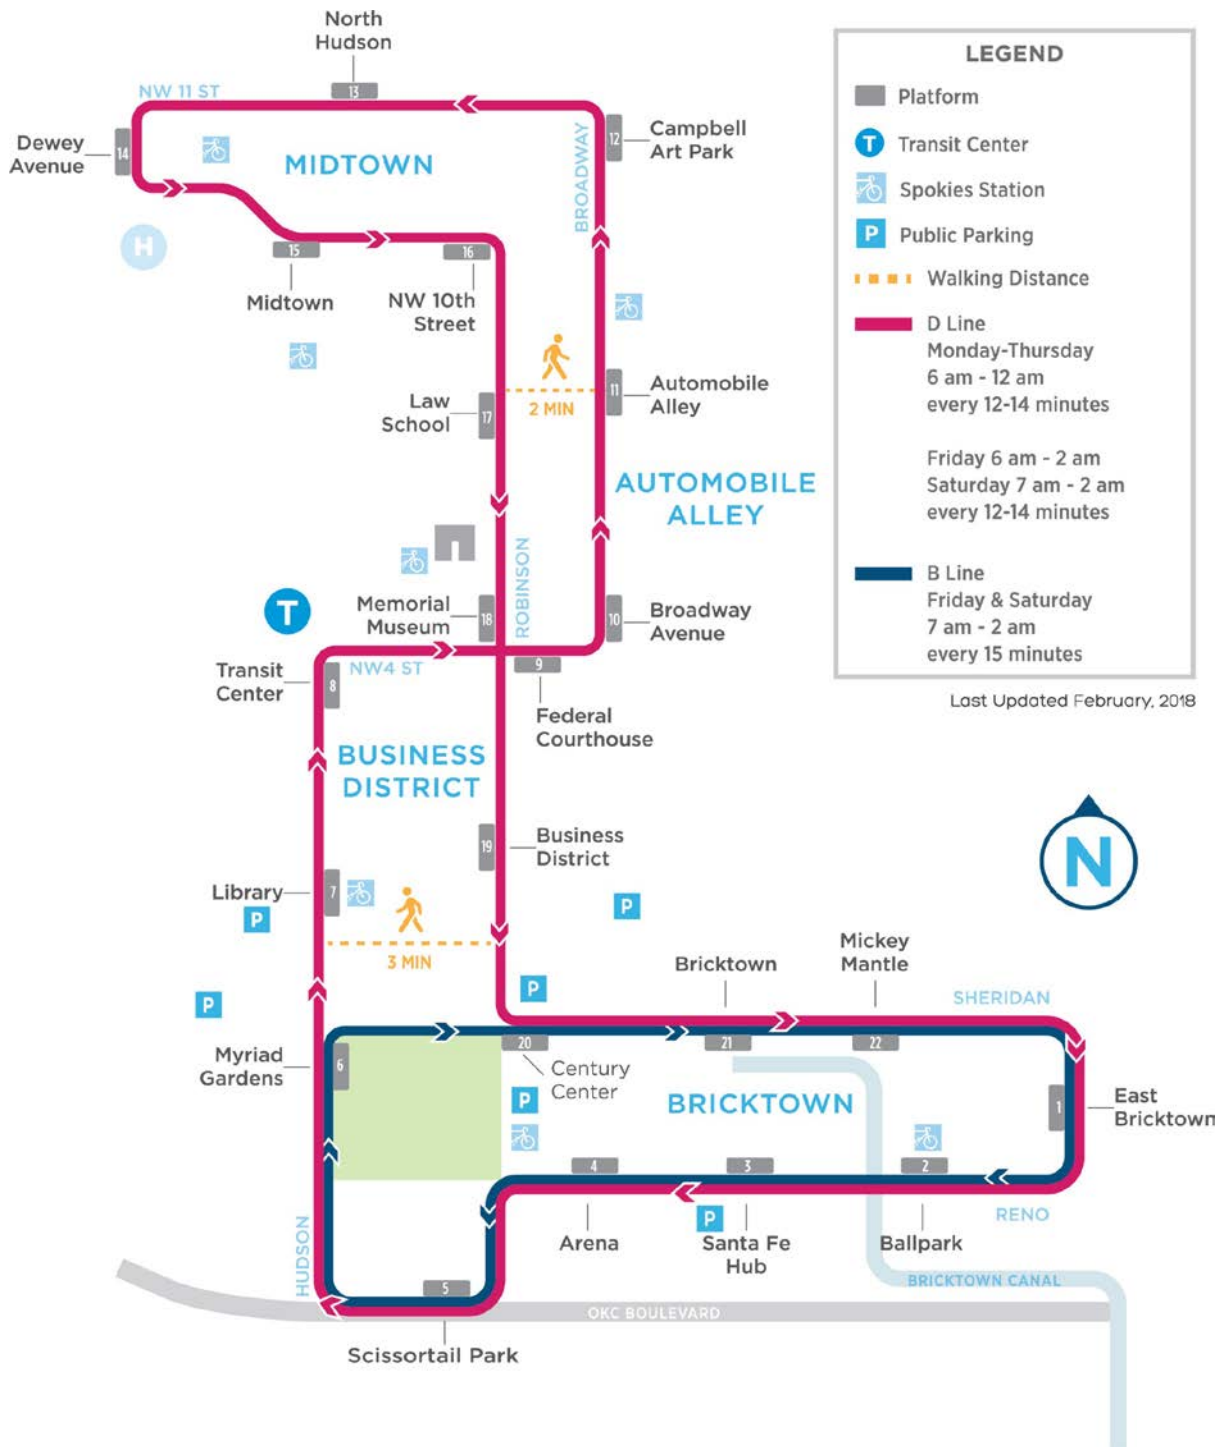 North
Hudson
13
NW 11 ST
Dewey
Avenue
14
MIDTOWN
BROADWAY
12
Campbell
Art Park
H
15
Midtown
16
NW 10th
Street
Law
School
17
2 MIN
11
Automobile
Alley
AUTOMOBILE
ALLEY
T
Memorial
Museum
18
ROBINSON
10
Broadway
Avenue
NW4 ST
Transit
Center
8
9
Federal
Courthouse
BUSINESS
DISTRICT
19
Business
District
Library
7
P
P
3 MIN
P
P
Bricktown
Mickey
Mantle
SHERIDAN
Myriad
Gardens
6
20
21
22
Century
Center
P
BRICKTOWN
1
East
Bricktown
4
3
2
HUDSON
P
Arena
Santa Fe
Hub
Ballpark
RENO
BRICKTOWN CANAL
5
OKC BOULEVARD
Scissortail Park
LEGEND
Platform
T
Transit Center
Spokies Station
P
Public Parking
Walking Distance
D Line
Monday-Thursday
6 am - 12 am
every 12-14 minutes
Friday 6 am - 2 am
Saturday 7 am - 2 am
every 12-14 minutes
B Line
Friday & Saturday
7 am - 2 am
every 15 minutes
Last Updated February, 2018
N